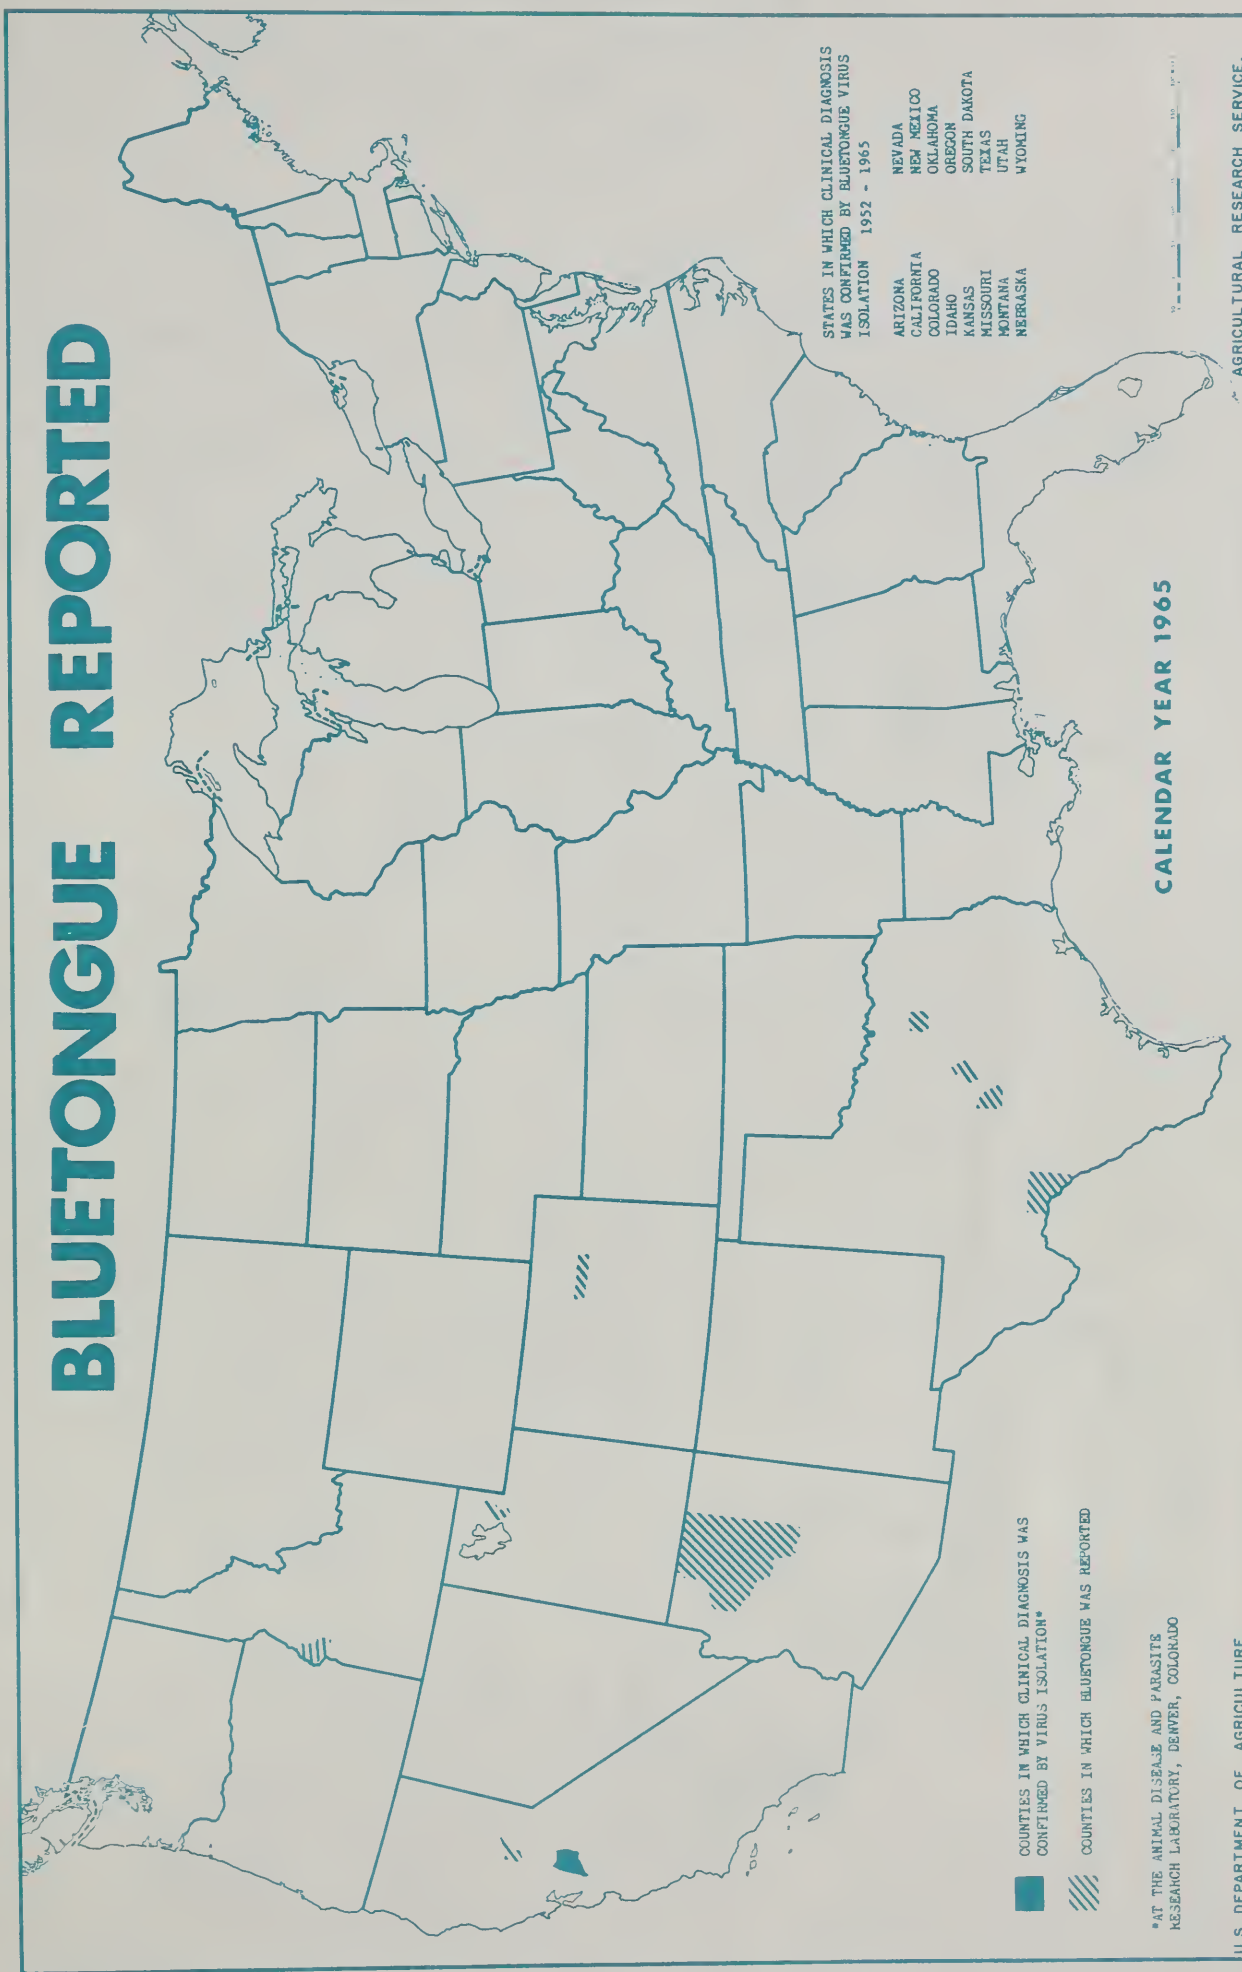 BLUETONGUE REPORTED
STATES IN WHICH CLINICAL DIAGNOSIS
WAS CONFIRMED BY BLUETONGUE VIRUS
ISOLATION 1952 - 1965
ARIZONA NEVADA
CALIFORNIA NEW MEXICO
COLORADO OKLAHOMA
IDAHO OREGON
KANSAS SOUTH DAKOTA
MISSOURI TEXAS
MONTANA UTAH
NEBRASKA WYOMING
COUNTIES IN WHICH CLINICAL DIAGNOSIS WAS
CONFIRMED BY VIRUS ISOLATION*
COUNTIES IN WHICH BLUETONGUE WAS REPORTED
*AT THE ANIMAL DISEASE AND PARASITE
RESEARCH LABORATORY, DENVER, COLORADO
CALENDAR YEAR 1965
U.S. DEPARTMENT OF AGRICULTURE
AGRICULTURAL RESEARCH SERVICE,